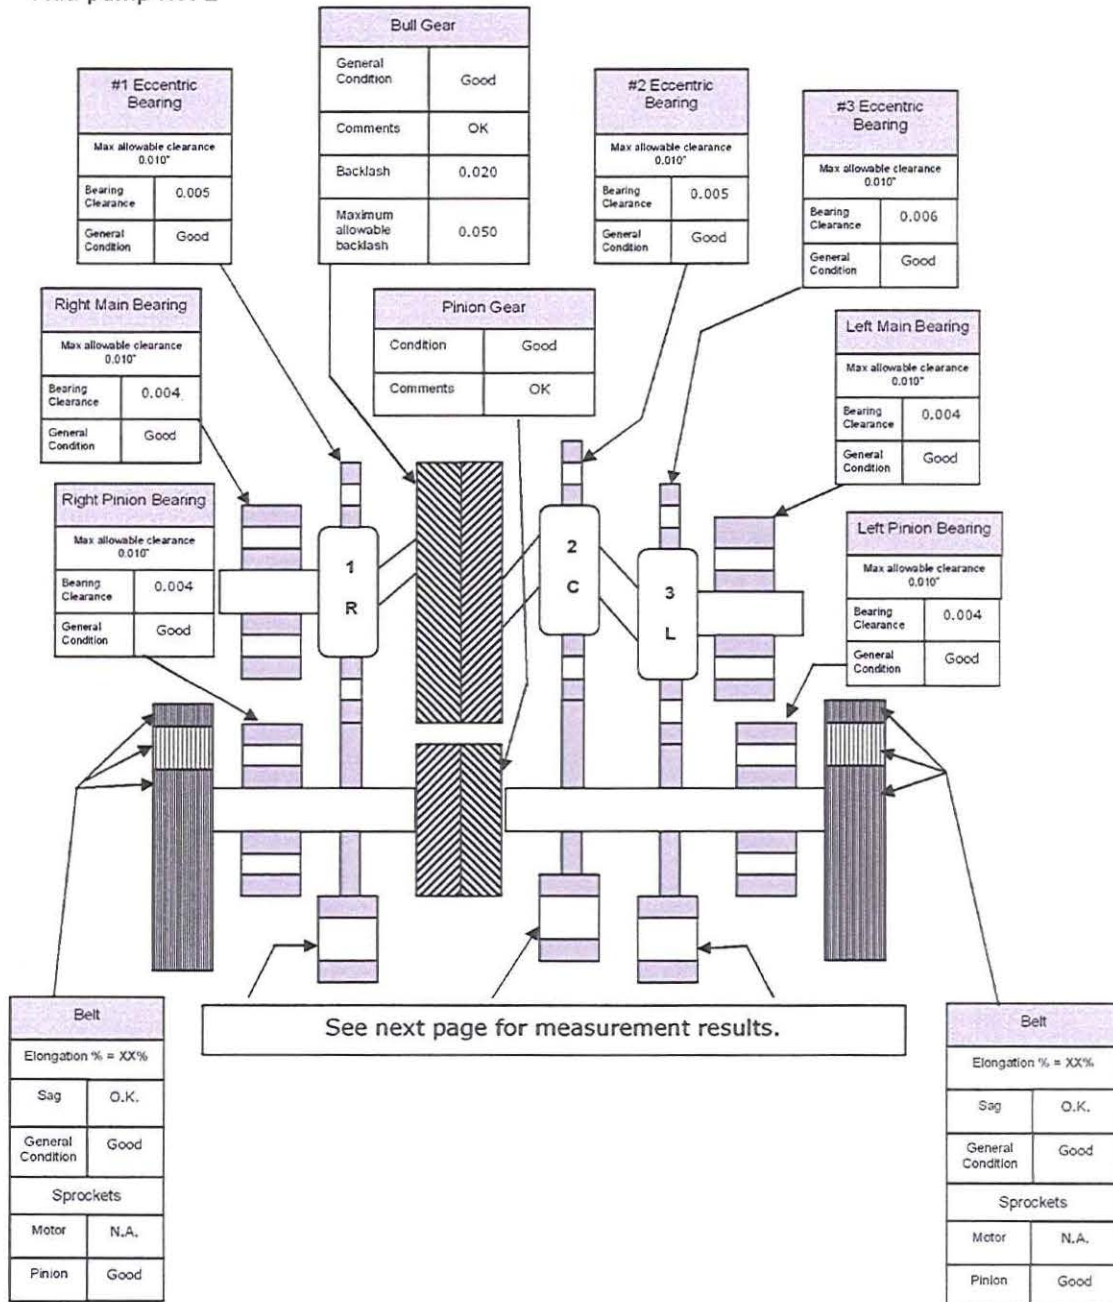 Bull Gear
General
Condition
Good
Comments
OK
Backlash
0.020
Maximum
allowable
backlash
0.050
#1 Eccentric
Bearing
Max allowable clearance
0.010"
Bearing
Clearance
0.005
General
Condition
Good
#2 Eccentric
Bearing
Max allowable clearance
0.010"
Bearing
Clearance
0.005
General
Condition
Good
#3 Eccentric
Bearing
Max allowable clearance
0.010"
Bearing
Clearance
0.006
General
Condition
Good
Right Main Bearing
Max allowable clearance
0.010"
Bearing
Clearance
0.004
General
Condition
Good
Pinion Gear
Condition
Good
Comments
OK
Left Main Bearing
Max allowable clearance
0.010"
Bearing
Clearance
0.004
General
Condition
Good
Right Pinion Bearing
Max allowable clearance
0.010"
Bearing
Clearance
0.004
General
Condition
Good
Left Pinion Bearing
Max allowable clearance
0.010"
Bearing
Clearance
0.004
General
Condition
Good
1
R
2
C
3
L
See next page for measurement results.
Belt
Elongation % = XX%
Sag
O.K.
General
Condition
Good
Sprockets
Motor
N.A.
Pinion
Good
Belt
Elongation % = XX%
Sag
O.K.
General
Condition
Good
Sprockets
Motor
N.A.
Pinion
Good